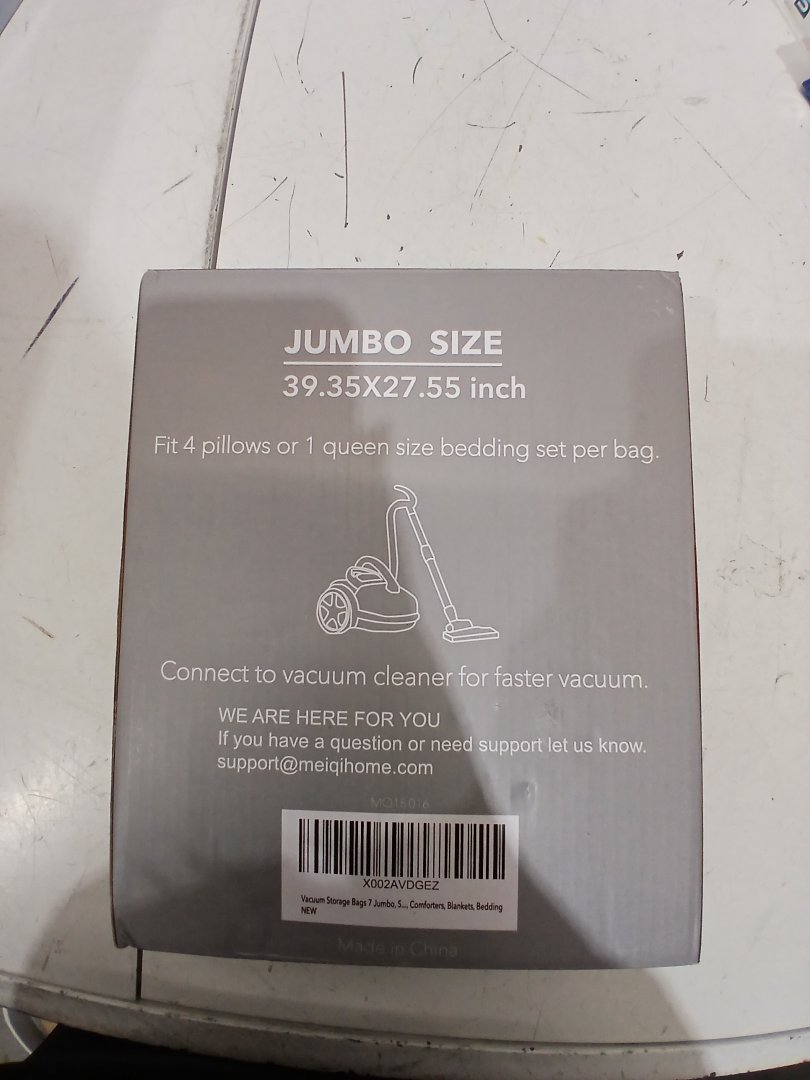 JUMBO SIZE
39.35X27.55 inch
Fit 4 pillows or 1 queen size bedding set per bag.
Connect to vacuum cleaner for faster vacuum.
WE ARE HERE FOR YOU
If you have a question or need support let us know.
support@meiqihome.com
MQ15016
X002AVDGEZ
Vacuum Storage Bags 7 Jumbo, S..., Comforters, Blankets, Bedding
NEW
Made in China